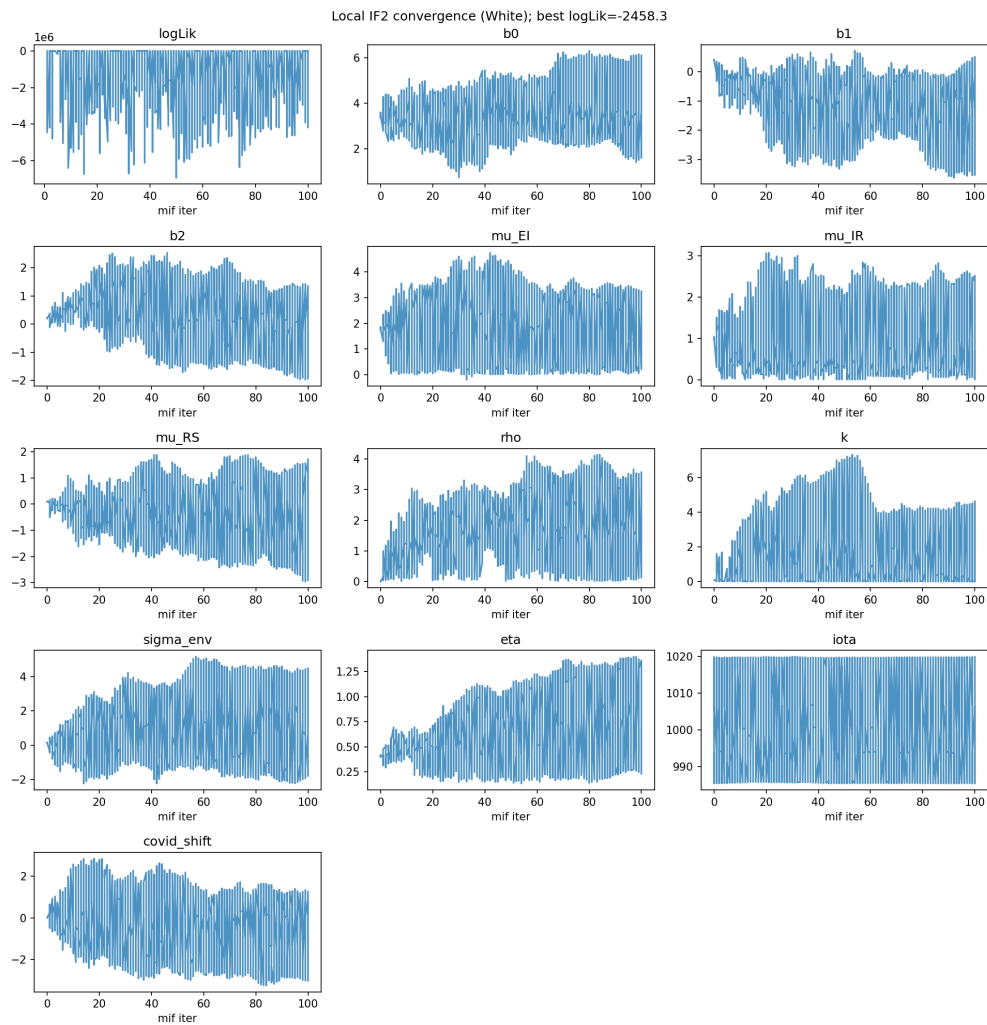 Local IF2 convergence (White); best logLik=-2458.3
logLik
b0
b1
1e6
0
−2
−4
−6
0 20 40 60 80 100
mif iter
6
4
2
0 20 40 60 80 100
mif iter
0
−1
−2
−3
0 20 40 60 80 100
mif iter
b2
mu_EI
mu_IR
2
1
0
−1
−2
0 20 40 60 80 100
mif iter
4
3
2
1
0
0 20 40 60 80 100
mif iter
3
2
1
0
0 20 40 60 80 100
mif iter
mu_RS
rho
k
2
1
0
−1
−2
−3
0 20 40 60 80 100
mif iter
4
3
2
1
0
0 20 40 60 80 100
mif iter
6
4
2
0
0 20 40 60 80 100
mif iter
sigma_env
eta
iota
4
2
0
−2
0 20 40 60 80 100
mif iter
1.25
1.00
0.75
0.50
0.25
0 20 40 60 80 100
mif iter
1020
1010
1000
990
0 20 40 60 80 100
mif iter
covid_shift
2
0
−2
0 20 40 60 80 100
mif iter